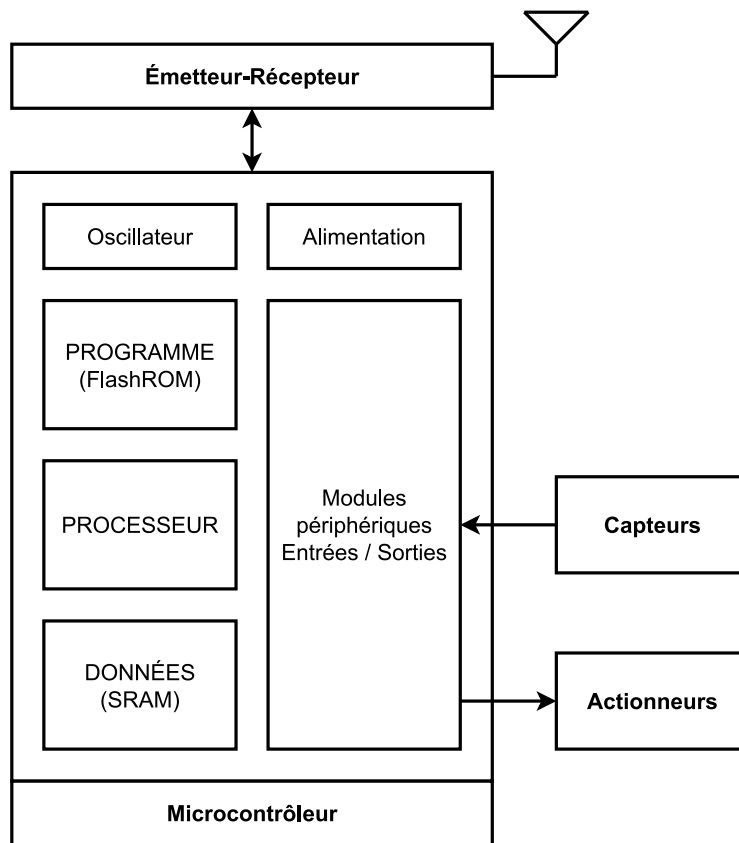 Émetteur-Récepteur
Oscillateur
Alimentation
PROGRAMME
(FlashROM)
PROCESSEUR
DONNÉES
(SRAM)
Modules
périphériques
Entrées / Sorties
Capteurs
Actionneurs
Microcontrôleur